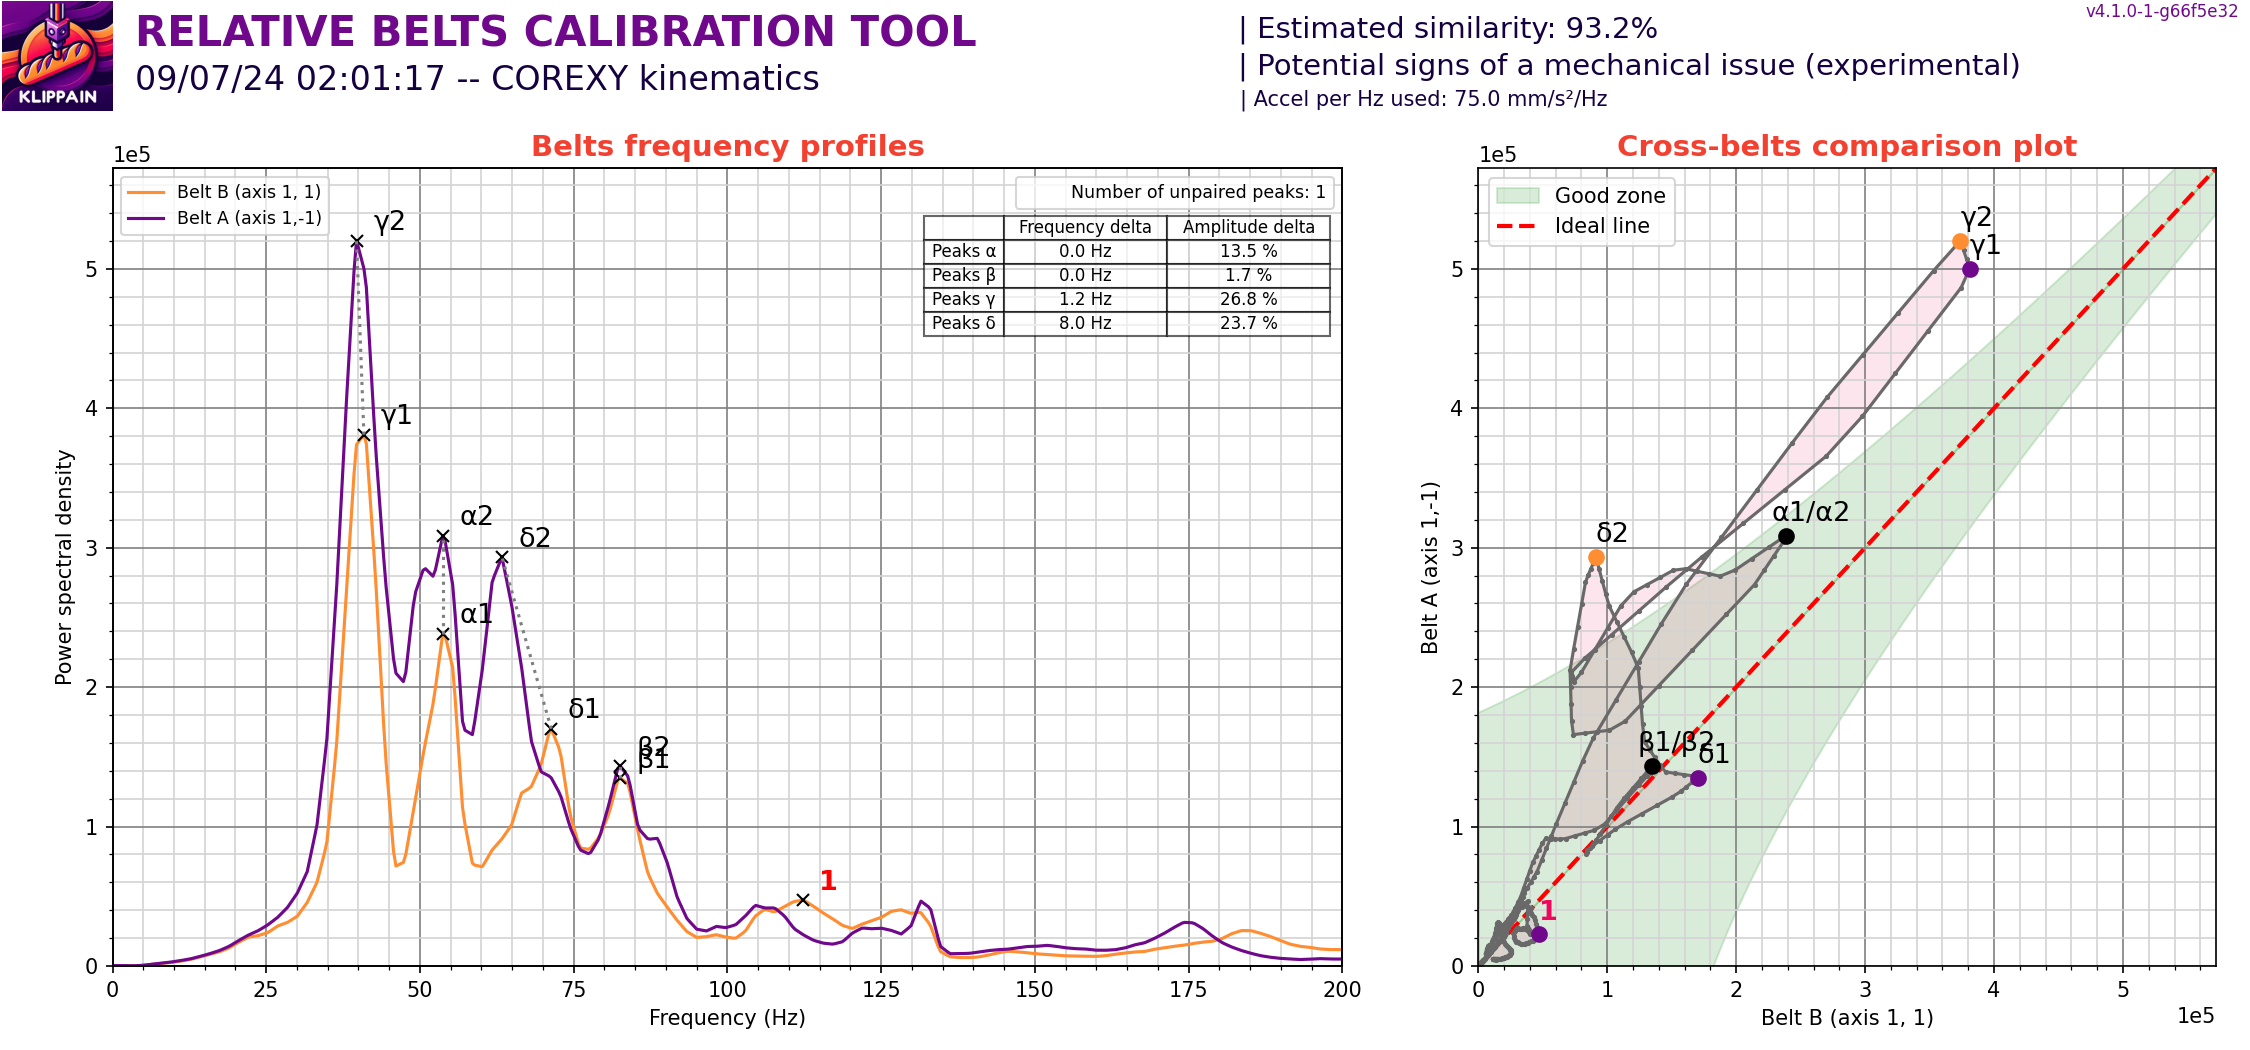 RELATIVE BELTS CALIBRATION TOOL
09/07/24 02:01:17 -- COREXY kinematics
KLIPPAIN
| Estimated similarity: 93.2%
| Potential signs of a mechanical issue (experimental)
| Accel per Hz used: 75.0 mm/s²/Hz
v4.1.0-1-g66f5e32
Belts frequency profiles
1e5
Belt B (axis 1, 1)
Belt A (axis 1,-1)
Number of unpaired peaks: 1
Frequency delta Amplitude delta
Peaks α 0.0 Hz 13.5 %
Peaks β 0.0 Hz 1.7 %
Peaks γ 1.2 Hz 26.8 %
Peaks δ 8.0 Hz 23.7 %
γ2
γ1
α2
δ2
α1
δ1
β2
β1
1
5
4
3
2
1
0
Power spectral density
0 25 50 75 100 125 150 175 200
Frequency (Hz)
Cross-belts comparison plot
1e5
Good zone
Ideal line
γ2
γ1
α1/α2
δ2
β1/β2
δ1
1
5
4
3
2
1
0
Belt A (axis 1,-1)
0 1 2 3 4 5
1e5
Belt B (axis 1, 1)